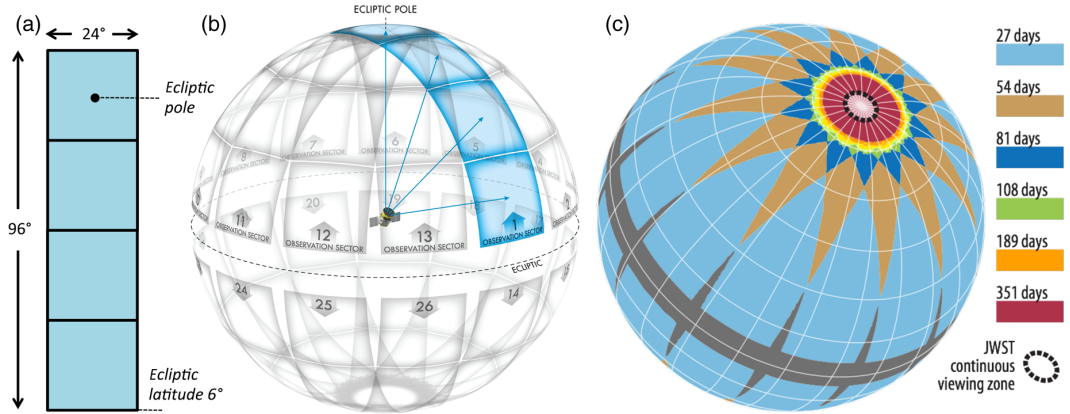 (a)
24°
96°
Ecliptic
pole
Ecliptic
latitude 6°
(b)
ECLIPTIC POLE
8
OBSERVATION SECTOR
7
OBSERVATION SECTOR
6
OBSERVATION SECTOR
5
OBSERVATION SECTOR
4
11
OBSERVATION SECTOR
20
12
OBSERVATION SECTOR
19
13
OBSERVATION SECTOR
1
OBSERVATION SECTOR
ECLIPTIC
24
25
26
14
(c)
27 days
54 days
81 days
108 days
189 days
351 days
JWST
continuous
viewing zone